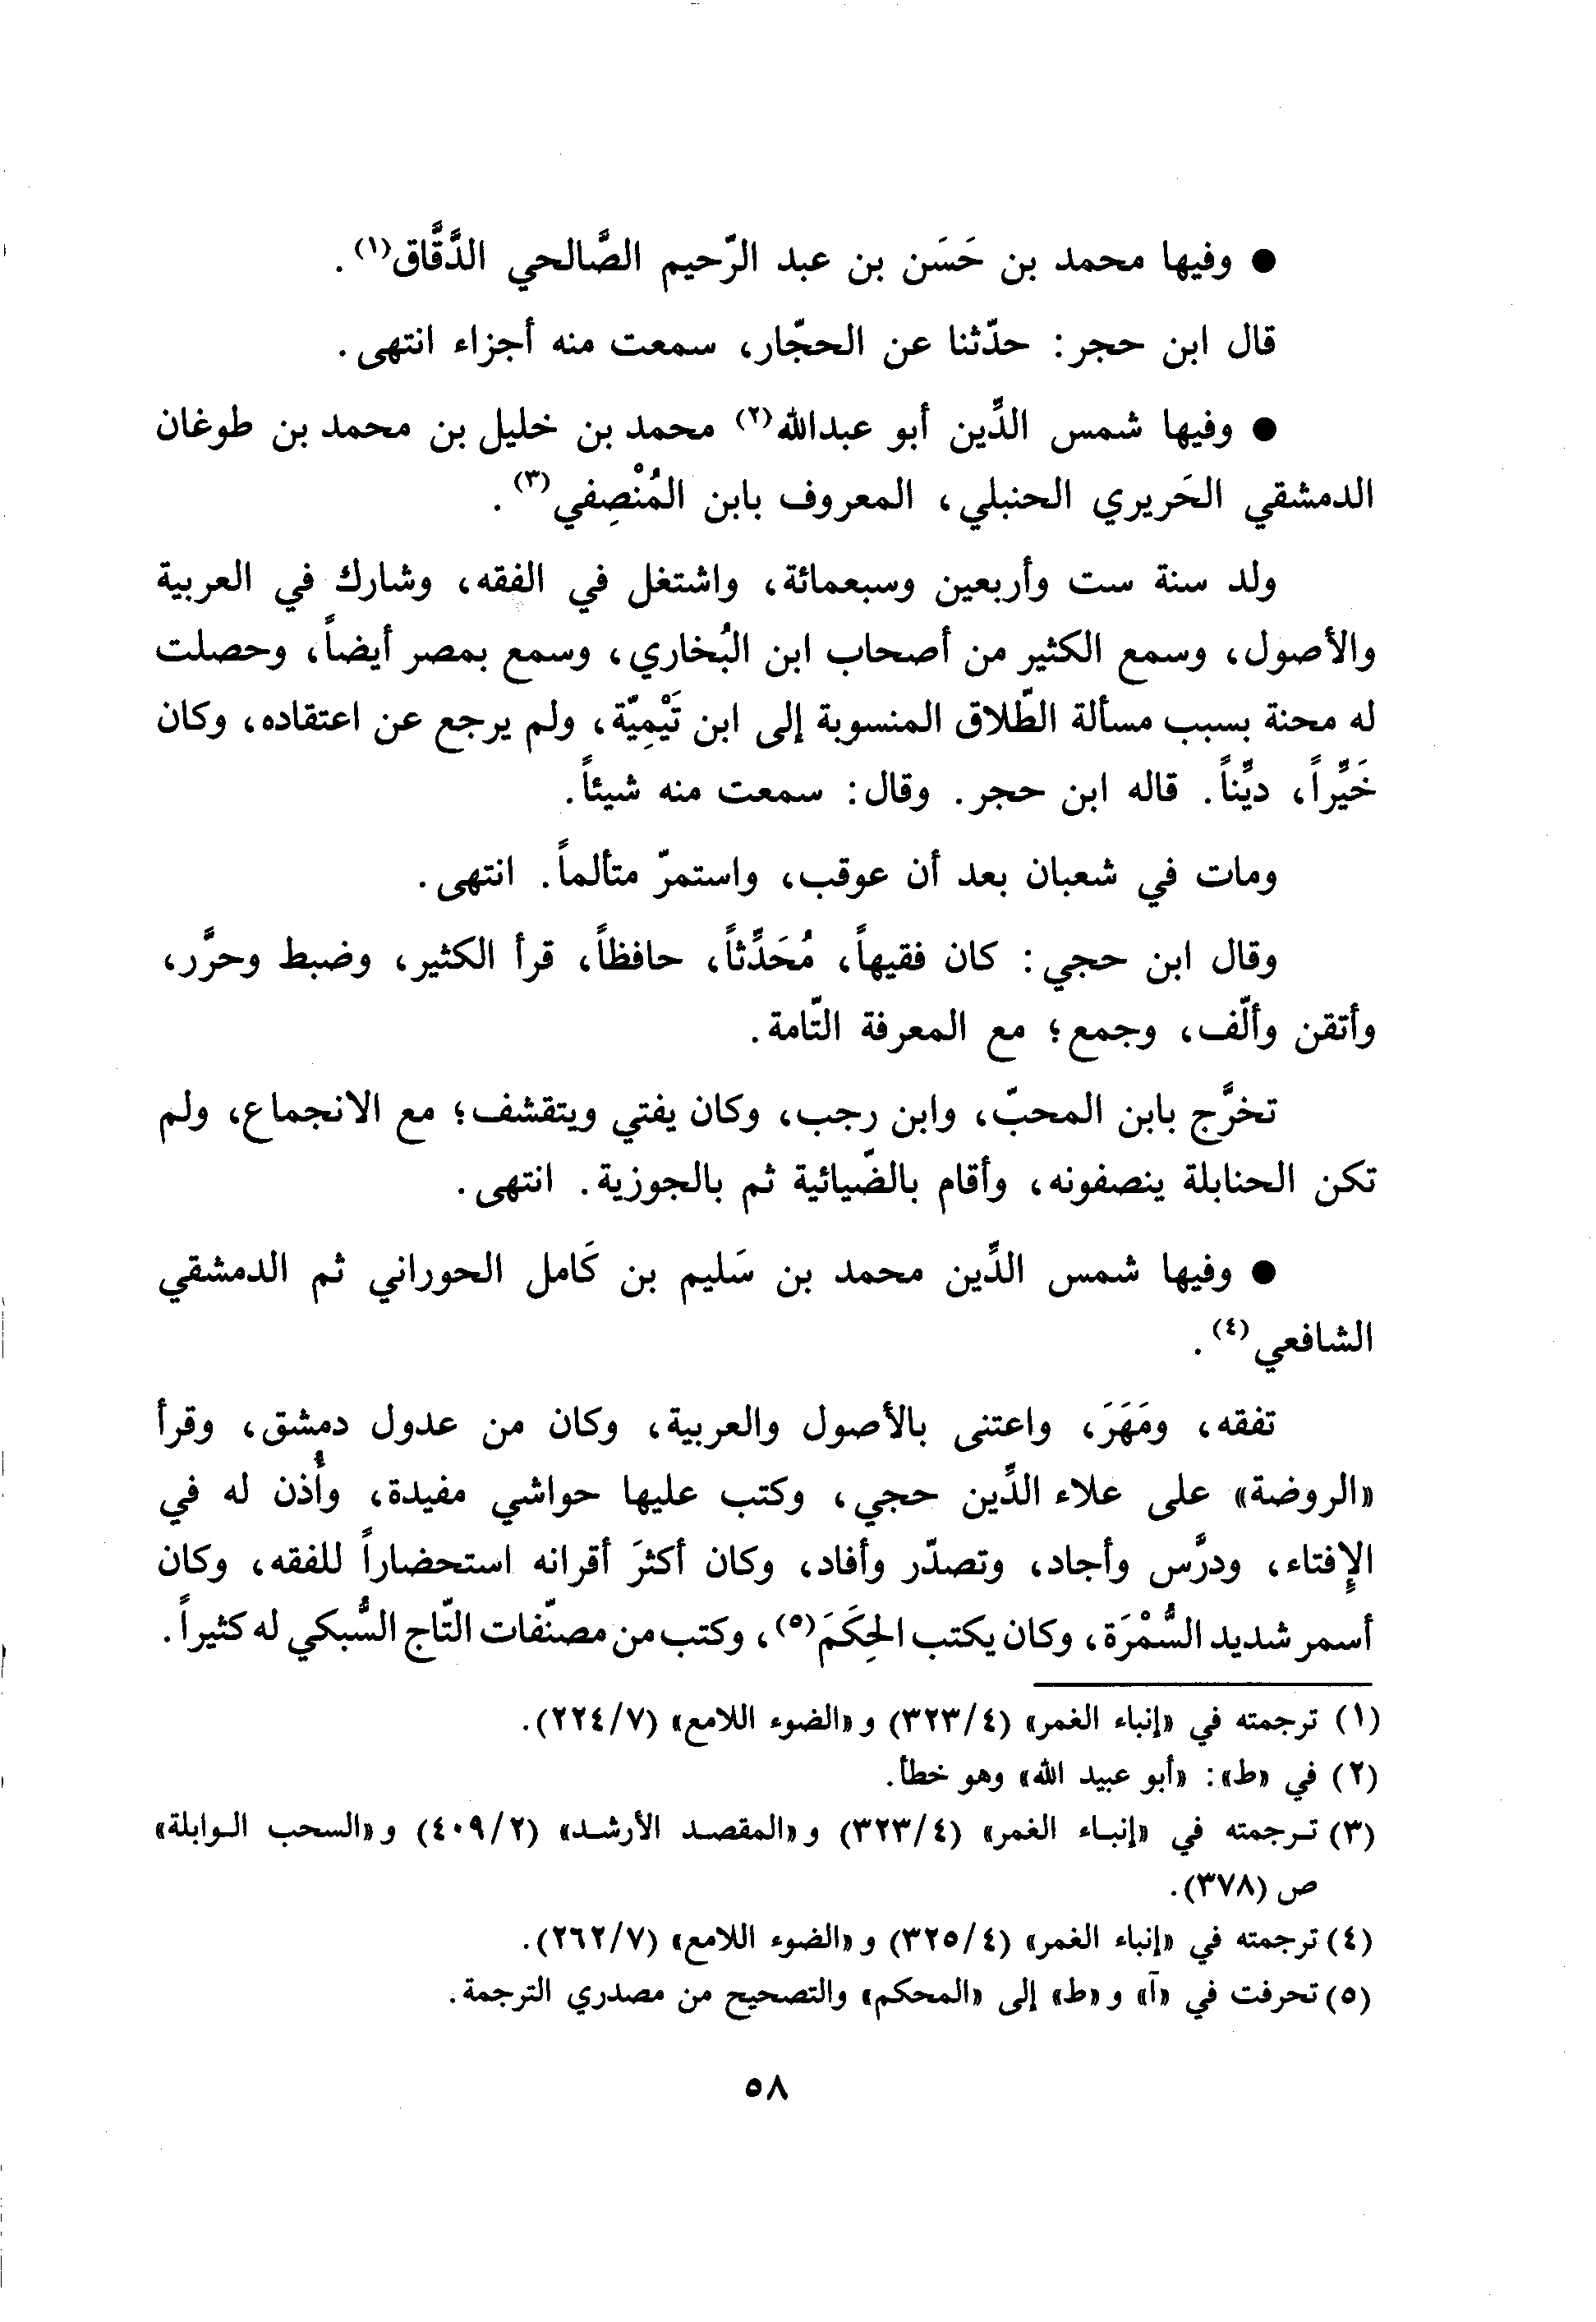 ● وفيها محمد بن حَسَن بن عبد الرّحيم الصَّالحي الدَّقَّاق(١).
قال ابن حجر: حدّثنا عن الحجّار، سمعت منه أجزاء انتهى.
● وفيها شمس الدِّين أبو عبدالله(٢) محمد بن خليل بن محمد بن طوغان
الدمشقي الحَريري الحنبلي، المعروف بابن المُنْصِفي(٣).
ولد سنة ست وأربعين وسبعمائة، واشتغل في الفقه، وشارك في العربية
والأصول، وسمع الكثير من أصحاب ابن البُخاري، وسمع بمصر أيضاً، وحصلت
له محنة بسبب مسألة الطّلاق المنسوبة إلى ابن تَيْمِيّة، ولم يرجع عن اعتقاده، وكان
خَيِّراً، ديِّناً. قاله ابن حجر. وقال: سمعت منه شيئاً.
ومات في شعبان بعد أن عوقب، واستمرّ متألماً. انتهى.
وقال ابن حجي: كان فقيهاً، مُحَدِّثاً، حافظاً، قرأ الكثير، وضبط وحرَّر،
وأتقن وألّف، وجمع؛ مع المعرفة التّامة.
تخرَّج بابن المحبّ، وابن رجب، وكان يفتي ويتقشف؛ مع الانجماع، ولم
تكن الحنابلة ينصفونه، وأقام بالضّيائية ثم بالجوزية. انتهى.
● وفيها شمس الدِّين محمد بن سَليم بن كَامل الحوراني ثم الدمشقي
الشافعي(٤).
تفقه، ومَهَرَ، واعتنى بالأصول والعربية، وكان من عدول دمشق، وقرأ
«الروضة» على علاء الدِّين حجي، وكتب عليها حواشي مفيدة، وأُذن له في
الإِفتاء، ودرَّس وأجاد، وتصدّر وأفاد، وكان أكثرَ أقرانه استحضاراً للفقه، وكان
أسمر شديد السُّمْرَة، وكان يكتب الحِكَمَ(٥)، وكتب من مصنّفات التّاج السُّبكي له كثيراً.
(١) ترجمته في «إنباء الغمر» (٣٢٣/٤) و«الضوء اللامع» (٢٢٤/٧).
(٢) في «ط»: «أبو عبيد الله» وهو خطأ.
(٣) ترجمته في «إنباء الغمر» (٣٢٣/٤) و«المقصد الأرشد» (٤٠٩/٢) و«السحب الوابلة»
ص (٣٧٨).
(٤) ترجمته في «إنباء الغمر» (٣٢٥/٤) و«الضوء اللامع» (٢٦٢/٧).
(٥) تحرفت في «آ» و«ط» إلى «المحكم» والتصحيح من مصدري الترجمة.
٥٨